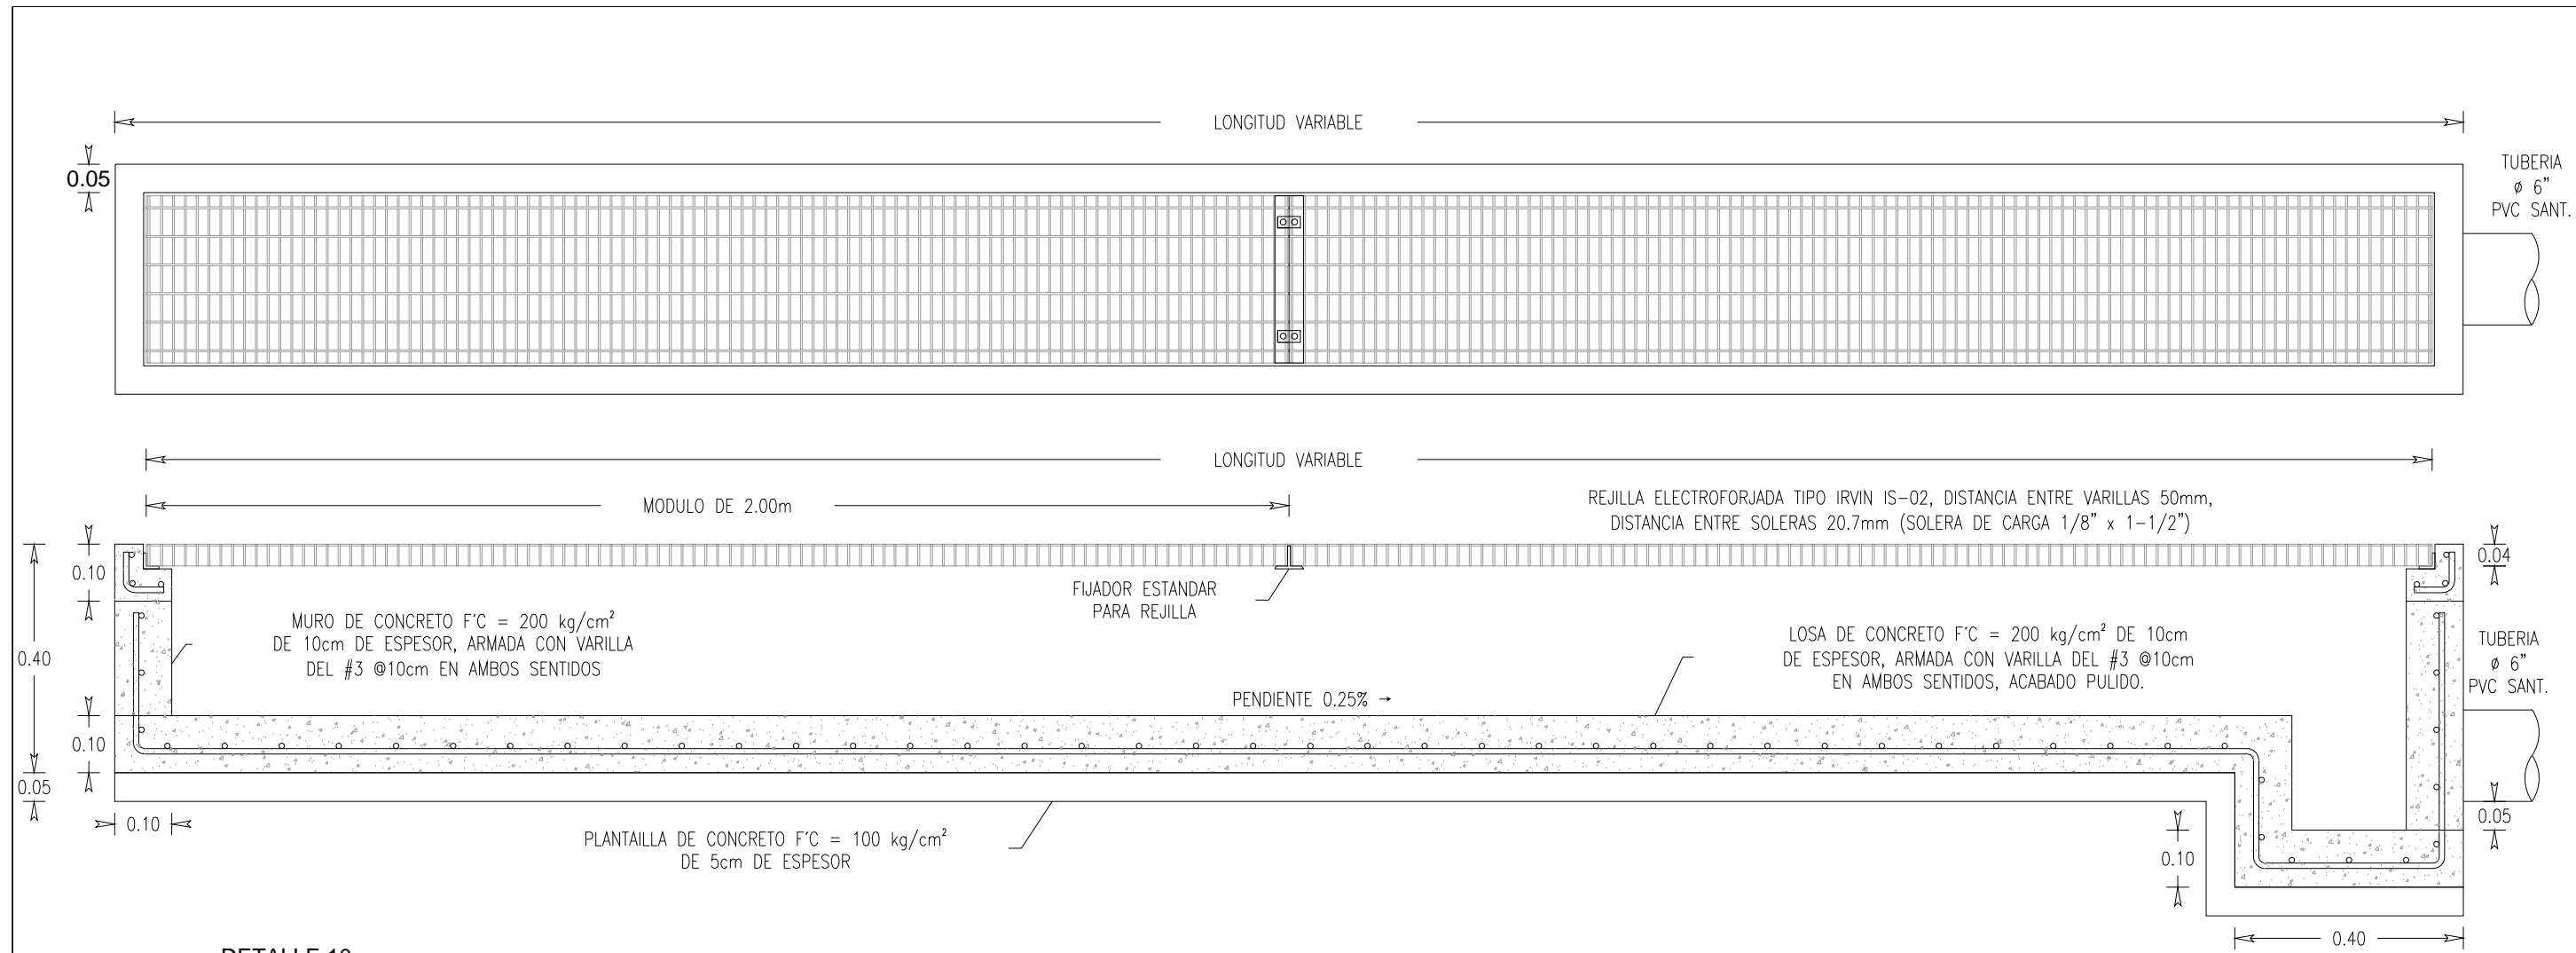 LONGITUD VARIABLE
0.05
TUBERIA
ø 6"
PVC SANT.
LONGITUD VARIABLE
MODULO DE 2.00m
REJILLA ELECTROFORJADA TIPO IRVIN IS-02, DISTANCIA ENTRE VARILLAS 50mm,
DISTANCIA ENTRE SOLERAS 20.7mm (SOLERA DE CARGA 1/8" x 1-1/2")
0.10
0.04
FIJADOR ESTANDAR
PARA REJILLA
MURO DE CONCRETO F'C = 200 kg/cm²
DE 10cm DE ESPESOR, ARMADA CON VARILLA
DEL #3 @10cm EN AMBOS SENTIDOS
LOSA DE CONCRETO F'C = 200 kg/cm² DE 10cm
DE ESPESOR, ARMADA CON VARILLA DEL #3 @10cm
EN AMBOS SENTIDOS, ACABADO PULIDO.
0.40
TUBERIA
ø 6"
PVC SANT.
PENDIENTE 0.25% →
0.10
0.05
0.10
0.05
PLANTAILLA DE CONCRETO F'C = 100 kg/cm²
DE 5cm DE ESPESOR
0.10
0.40